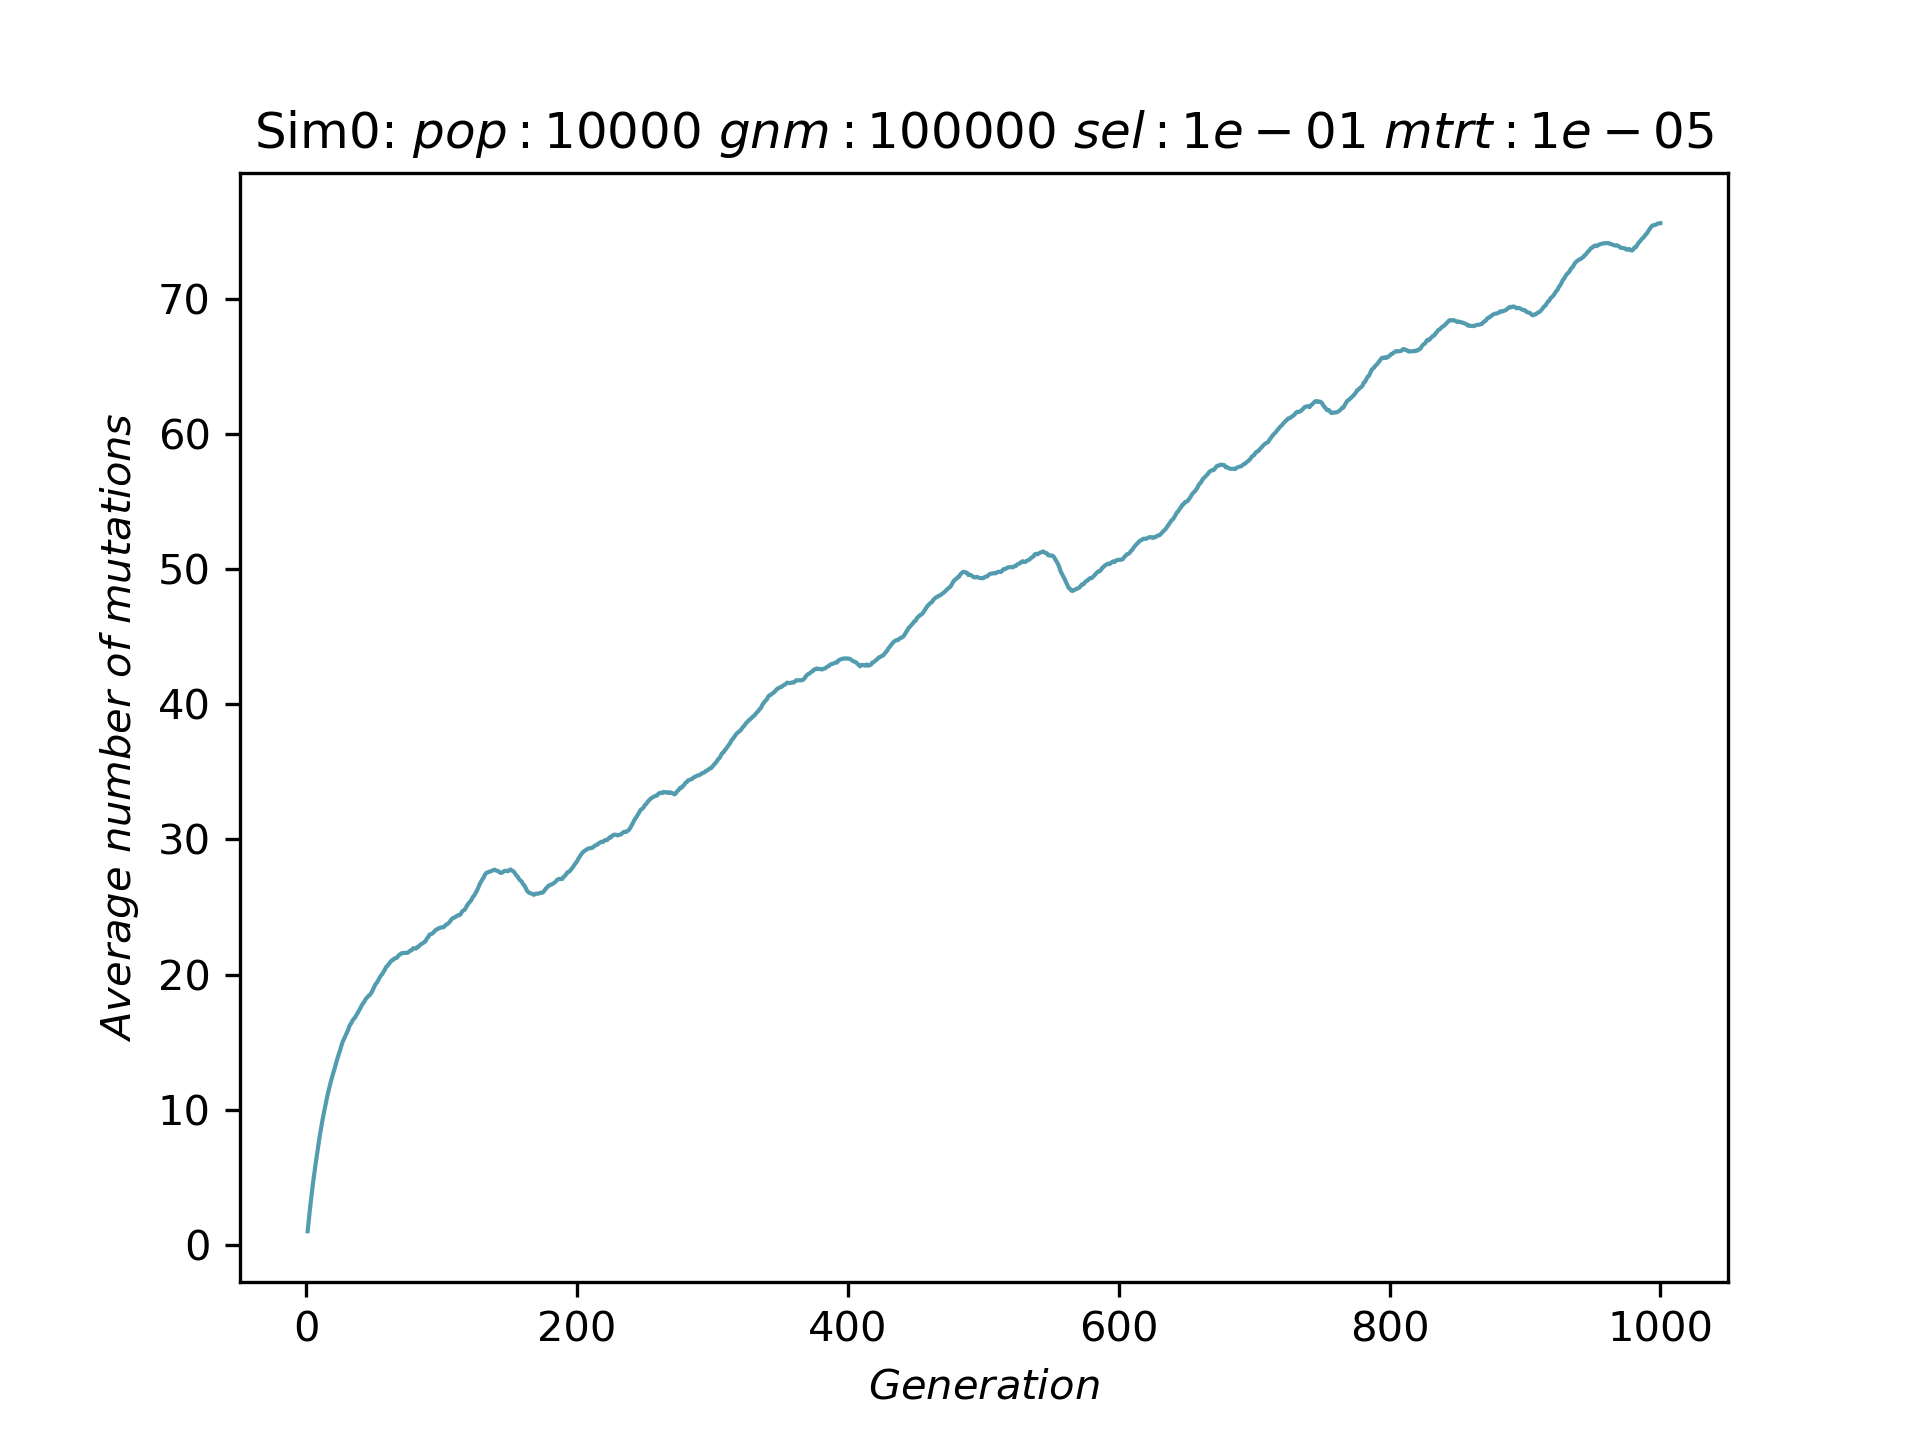 Sim0: pop : 10000 gnm : 100000 sel : 1e − 01 mtrt : 1e − 05
70
60
50
40
30
20
10
0
Average number of mutations
0 200 400 600 800 1000
Generation